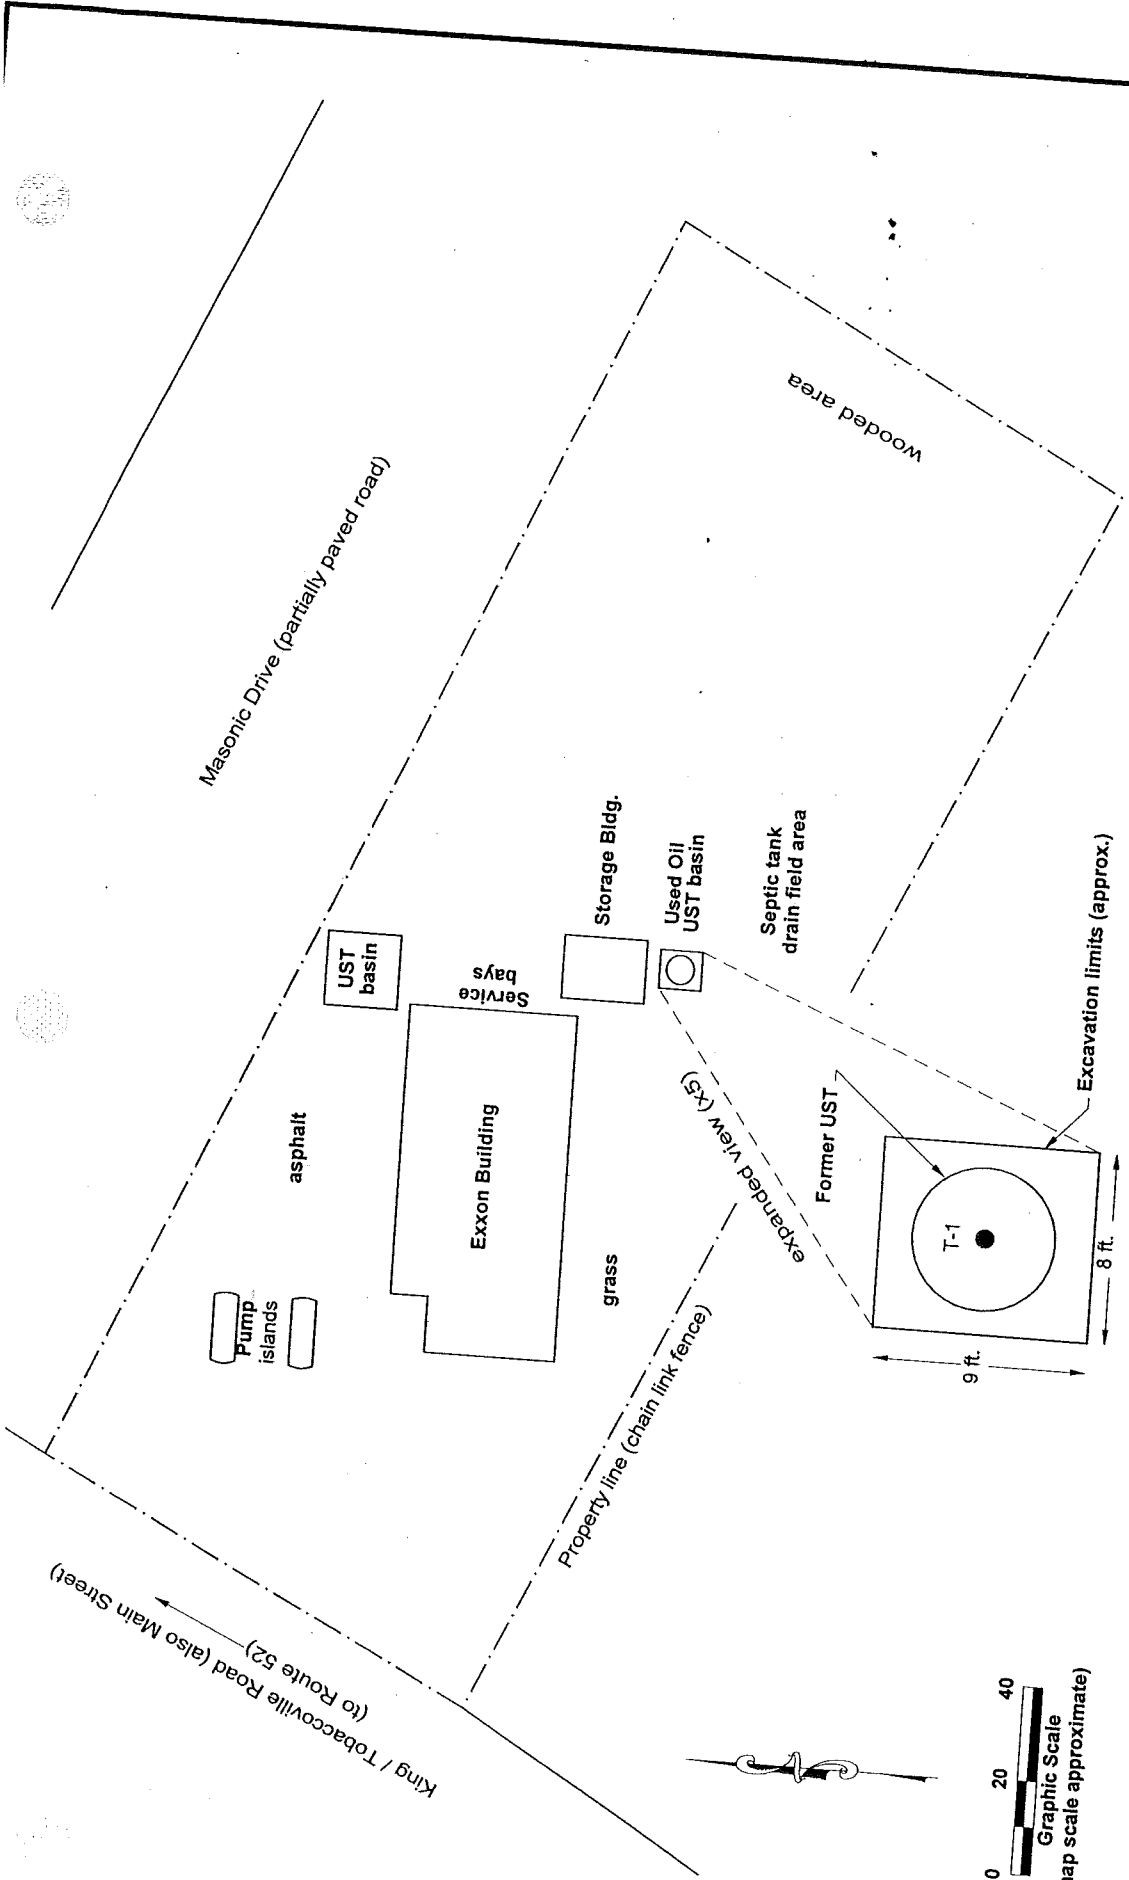 Masonic Drive (partially paved road)
wooded area
UST
basin
Service
bays
Storage Bldg.
Used Oil
UST basin
Septic tank
drain field area
asphalt
Exxon Building
grass
Pump
islands
King / Tobaccoville Road (also Main Street)
(to Route 52)
Property line (chain link fence)
expanded view (x5)
Former UST
Excavation limits (approx.)
T-1
9 ft.
8 ft.
0 20 40
Graphic Scale
map scale approximate)